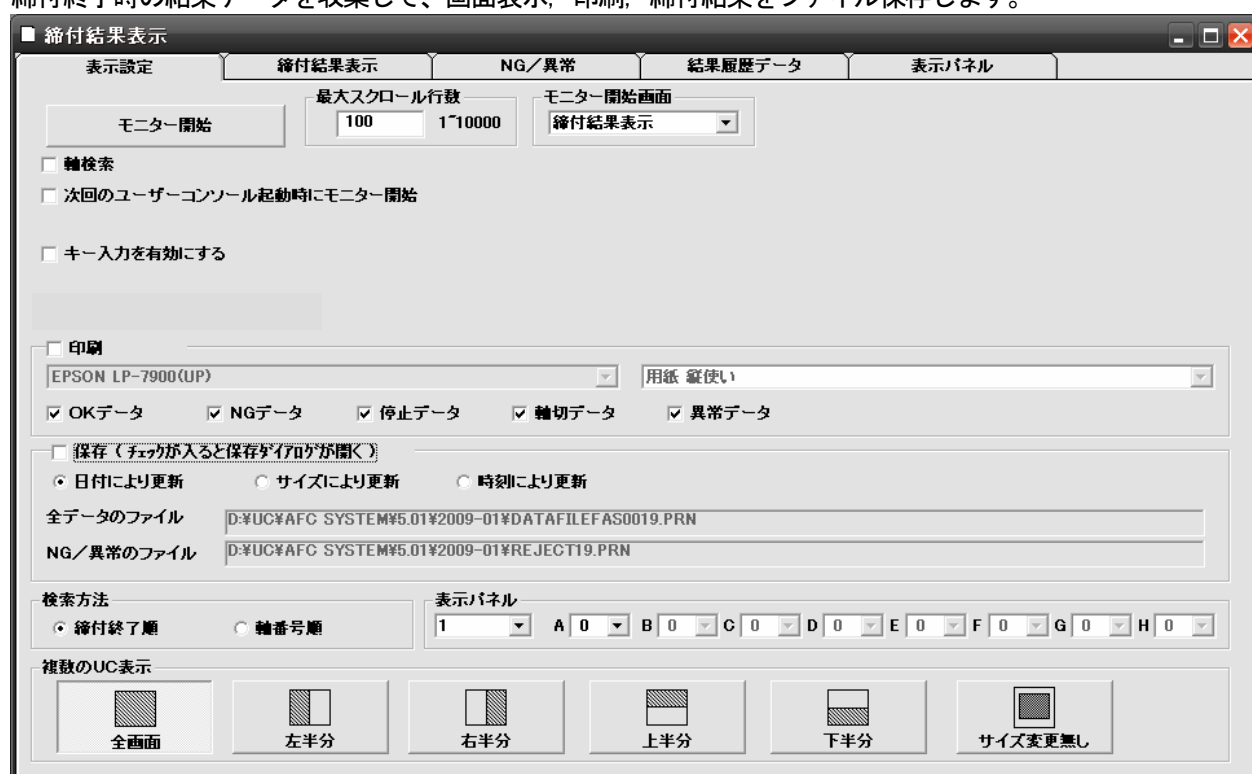 締付終了時の結果データを収集して、画面表示, 印刷, 締付結果をファイル保存します。
締付結果表示
表示設定 締付結果表示 NG／異常 結果履歴データ 表示パネル
最大スクロール行数 モニター開始画面
モニター開始 100 1~10000 締付結果表示
軸検索
次回のユーザーコンソール起動時にモニター開始
キー入力を有効にする
印刷
EPSON LP-7900(UP) 用紙 縦使い
OKデータ NGデータ 停止データ 軸切データ 異常データ
保存 ( ﾁｪｯｸが入ると保存ﾀﾞｲｱﾛｸﾞが開く )
日付により更新 サイズにより更新 時刻により更新
全データのファイル D:¥UC¥AFC SYSTEM¥5.01¥2009-01¥DATAFILEFAS0019.PRN
NG／異常のファイル D:¥UC¥AFC SYSTEM¥5.01¥2009-01¥REJECT19.PRN
検索方法 表示パネル
締付終了順 軸番号順 1 A 0 B 0 C 0 D 0 E 0 F 0 G 0 H 0
複数のUC表示
全画面 左半分 右半分 上半分 下半分 サイズ変更無し